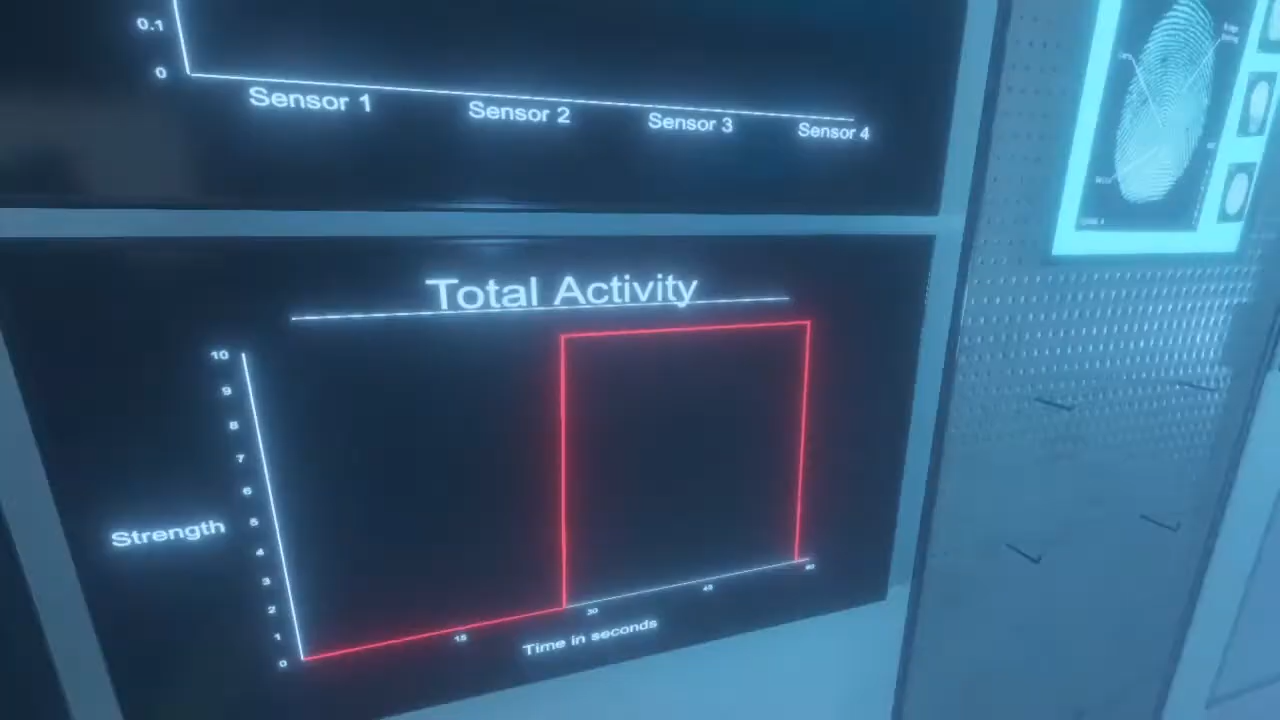 0.1
0
Sensor 1 Sensor 2 Sensor 3 Sensor 4
Total Activity
10
9
8
7
6
5
4
3
2
1
0
Strength
15 30 45 60
Time in seconds